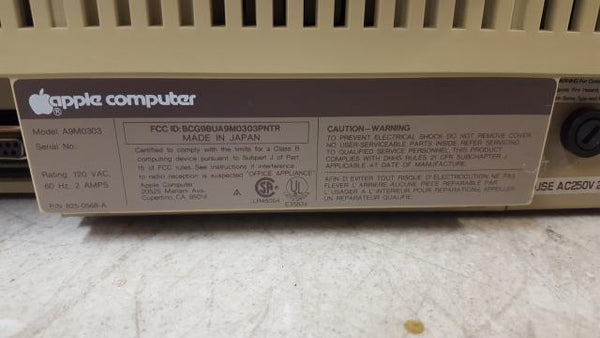 apple computer
®
Model A9M0303
Serial No.
Rating 120 VAC,
60 Hz, 2 AMPS
P/N 825-0568-A
FCC ID: BCG9BUA9M0303PNTR
MADE IN JAPAN
Certified to comply with the limits for a Class B
computing device pursuant to Subpart J of Part
15 of FCC rules. See instructions if interference
to radio reception is suspected
Apple Computer
20525 Mariani Ave.
Cupertino, CA 95014
"OFFICE APPLIANCE"
SA
®
UL
®
CAUTION-WARNING
TO PREVENT ELECTRICAL SHOCK DO NOT REMOVE COVER
NO USER-SERVICEABLE PARTS INSIDE. REFER SERVICING
TO QUALIFIED SERVICE PERSONNEL. THIS PRODUCT
COMPLIES WITH DHHS RULES 21 CFR SUBCHAPTER J
APPLICABLE AT DATE OF MANUFACTURE.
AFIN D'EVITER TOUT RISQUE D'ELECTROCUTION NE PAS
ENLEVER L'ARRIERE AUCUNE PIECE REPARABLE PAR
L'USAGER A L'INTERIEUR POUR REPARATION, APPELLER
UN REPARATEUR QUALIFIE
USE AC250V 2